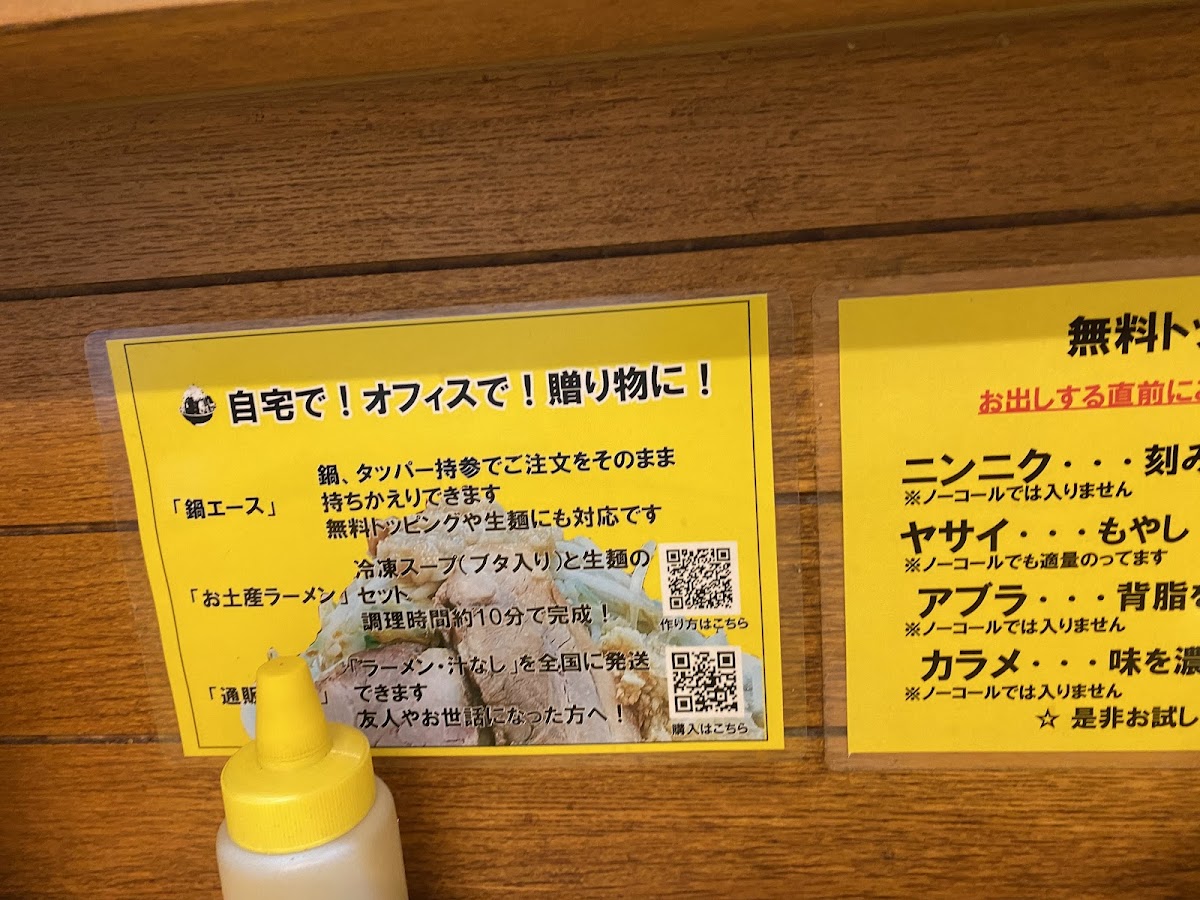 自宅で！オフィスで！贈り物に！
「鍋エース」
鍋、タッパー持参でご注文をそのまま
持ちかえりできます
無料トッピングや生麺にも対応です
「お土産ラーメン」
冷凍スープ(ブタ入り)と生麺の
セット
調理時間約10分で完成！
作り方はこちら
「通販
」
「ラーメン・汁なし」を全国に発送
できます
友人やお世話になった方へ！
購入はこちら
無料ト
お出しする直前に
ニンニク・・・刻み
※ノーコールでは入りません
ヤサイ・・・もやし
※ノーコールでも適量のってます
アブラ・・・背脂を
※ノーコールでは入りません
カラメ・・・味を濃
※ノーコールでは入りません
☆ 是非お試し